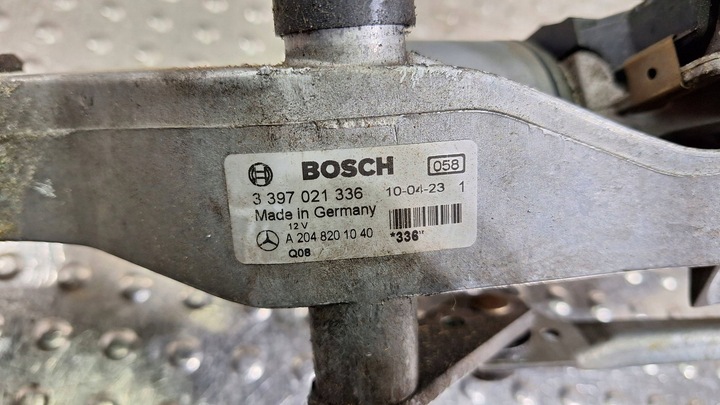 BOSCH 058
3 397 021 336 10-04-23 1
Made in Germany
12 V
A 204 820 10 40 *336*
Q08